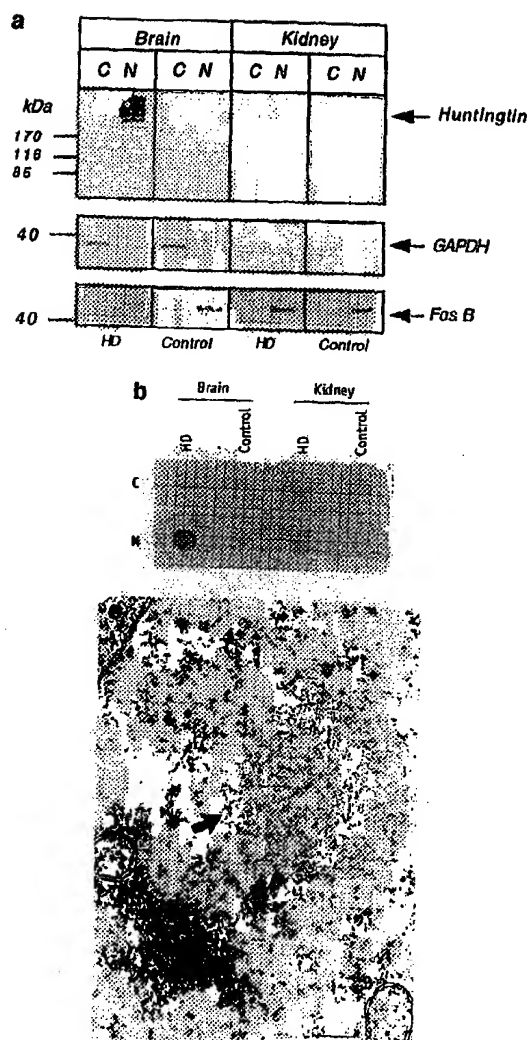 a
Brain Kidney
C N C N C N C N
kDa
Huntingtin
170
116
85
40
GAPDH
40
Fos B
HD Control HD Control
b
Brain Kidney
HD Control HD Control
C
N